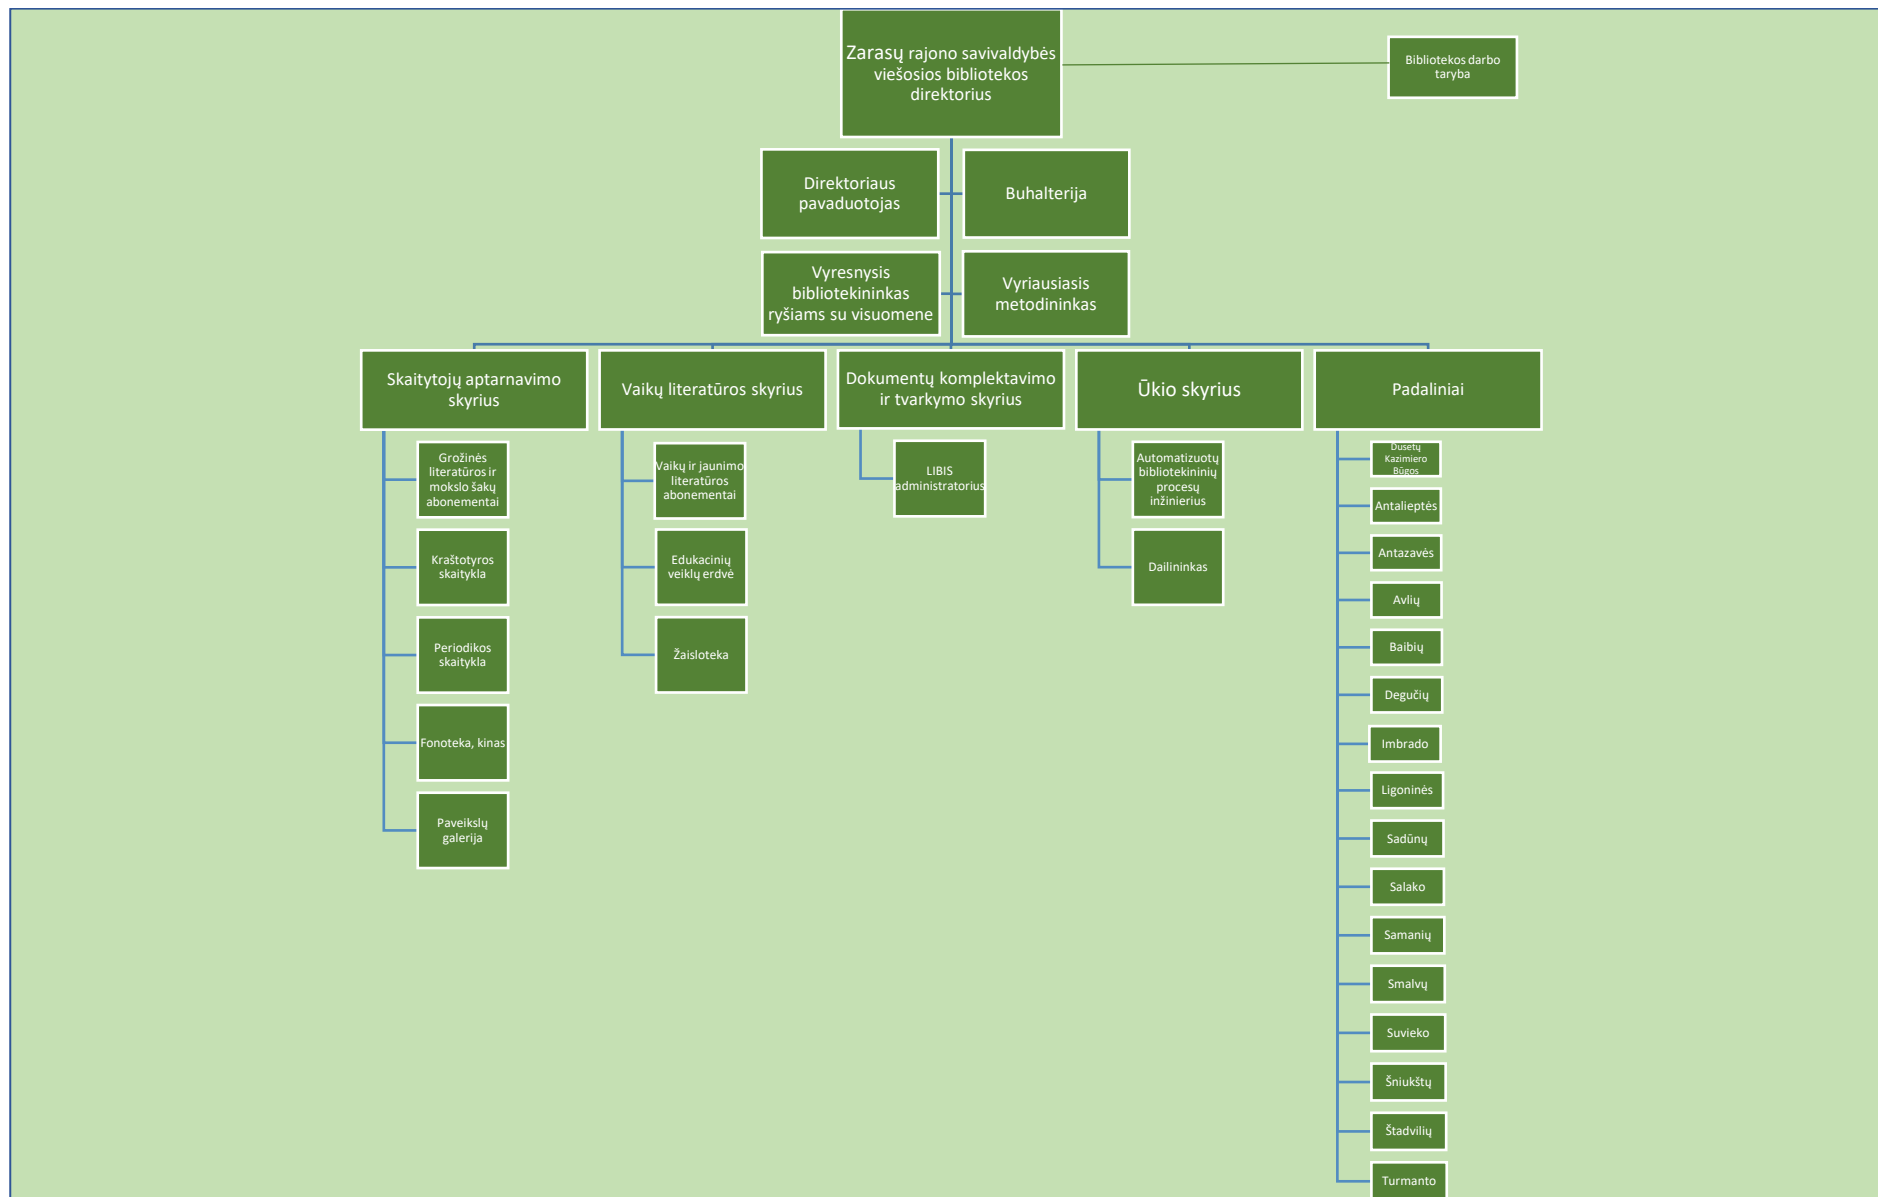 Zarasų rajono savivaldybės
viešosios bibliotekos
direktorius
Bibliotekos darbo
taryba
Direktoriaus
pavaduotojas
Buhalterija
Vyresnysis
bibliotekininkas
ryšiams su visuomene
Vyriausiasis
metodininkas
Skaitytojų aptarnavimo
skyrius
Vaikų literatūros skyrius
Dokumentų komplektavimo
ir tvarkymo skyrius
Ūkio skyrius
Padaliniai
Grožinės
literatūros ir
mokslo šakų
abonementai
Kraštotyros
skaitykla
Periodikos
skaitykla
Fonoteka, kinas
Paveikslų
galerija
Vaikų ir jaunimo
literatūros
abonementai
Edukacinių
veiklų erdvė
Žaisloteka
LIBIS
administratorius
Automatizuotų
bibliotekininių
procesų
inžinierius
Dailininkas
Dusetų
Kazimiero
Būgos
Antalieptės
Antazavės
Avlių
Baibių
Degučių
Imbrado
Ligoninės
Sadūnų
Salako
Samanių
Smalvų
Suvieko
Šniukštų
Štadvilių
Turmanto